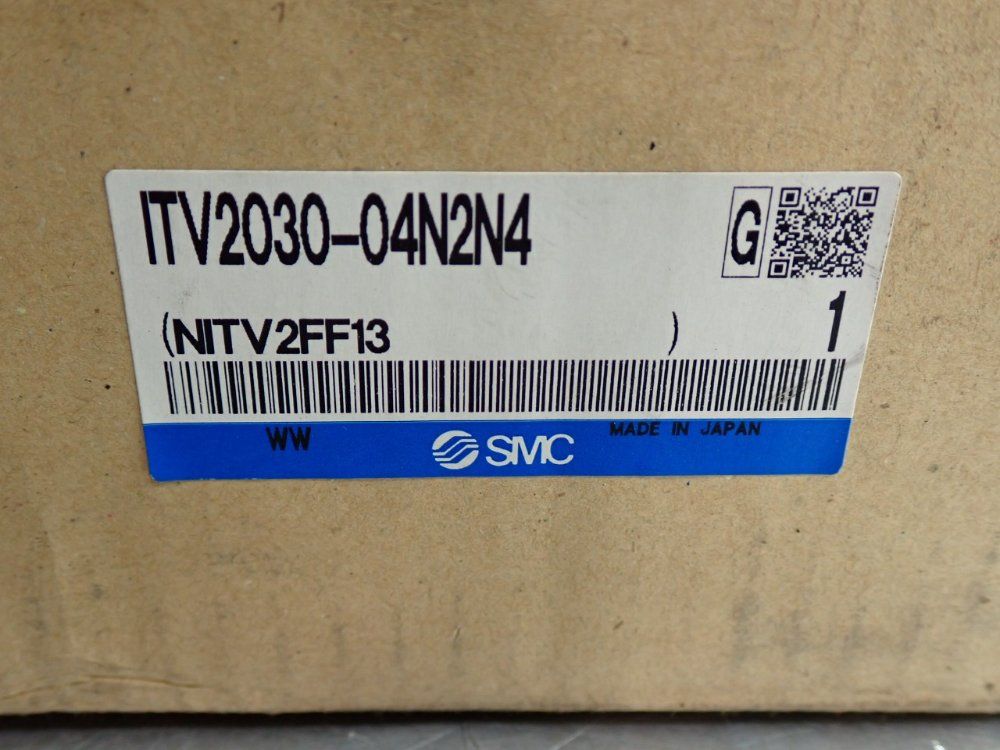 ITV2030-04N2N4
G
(NITV2FF13 )
1
WW
SMC
MADE IN JAPAN